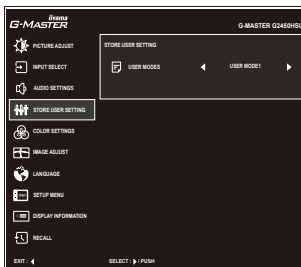 iiyama
G-MASTER
G-MASTER G2450HSU
PICTURE ADJUST
INPUT SELECT
AUDIO SETTINGS
STORE USER SETTING
COLOR SETTINGS
IMAGE ADJUST
LANGUAGE
OSD
SETUP MENU
DISPLAY INFORMATION
RECALL
STORE USER SETTING
USER MODES
USER MODE1
EXIT :
SELECT : / PUSH